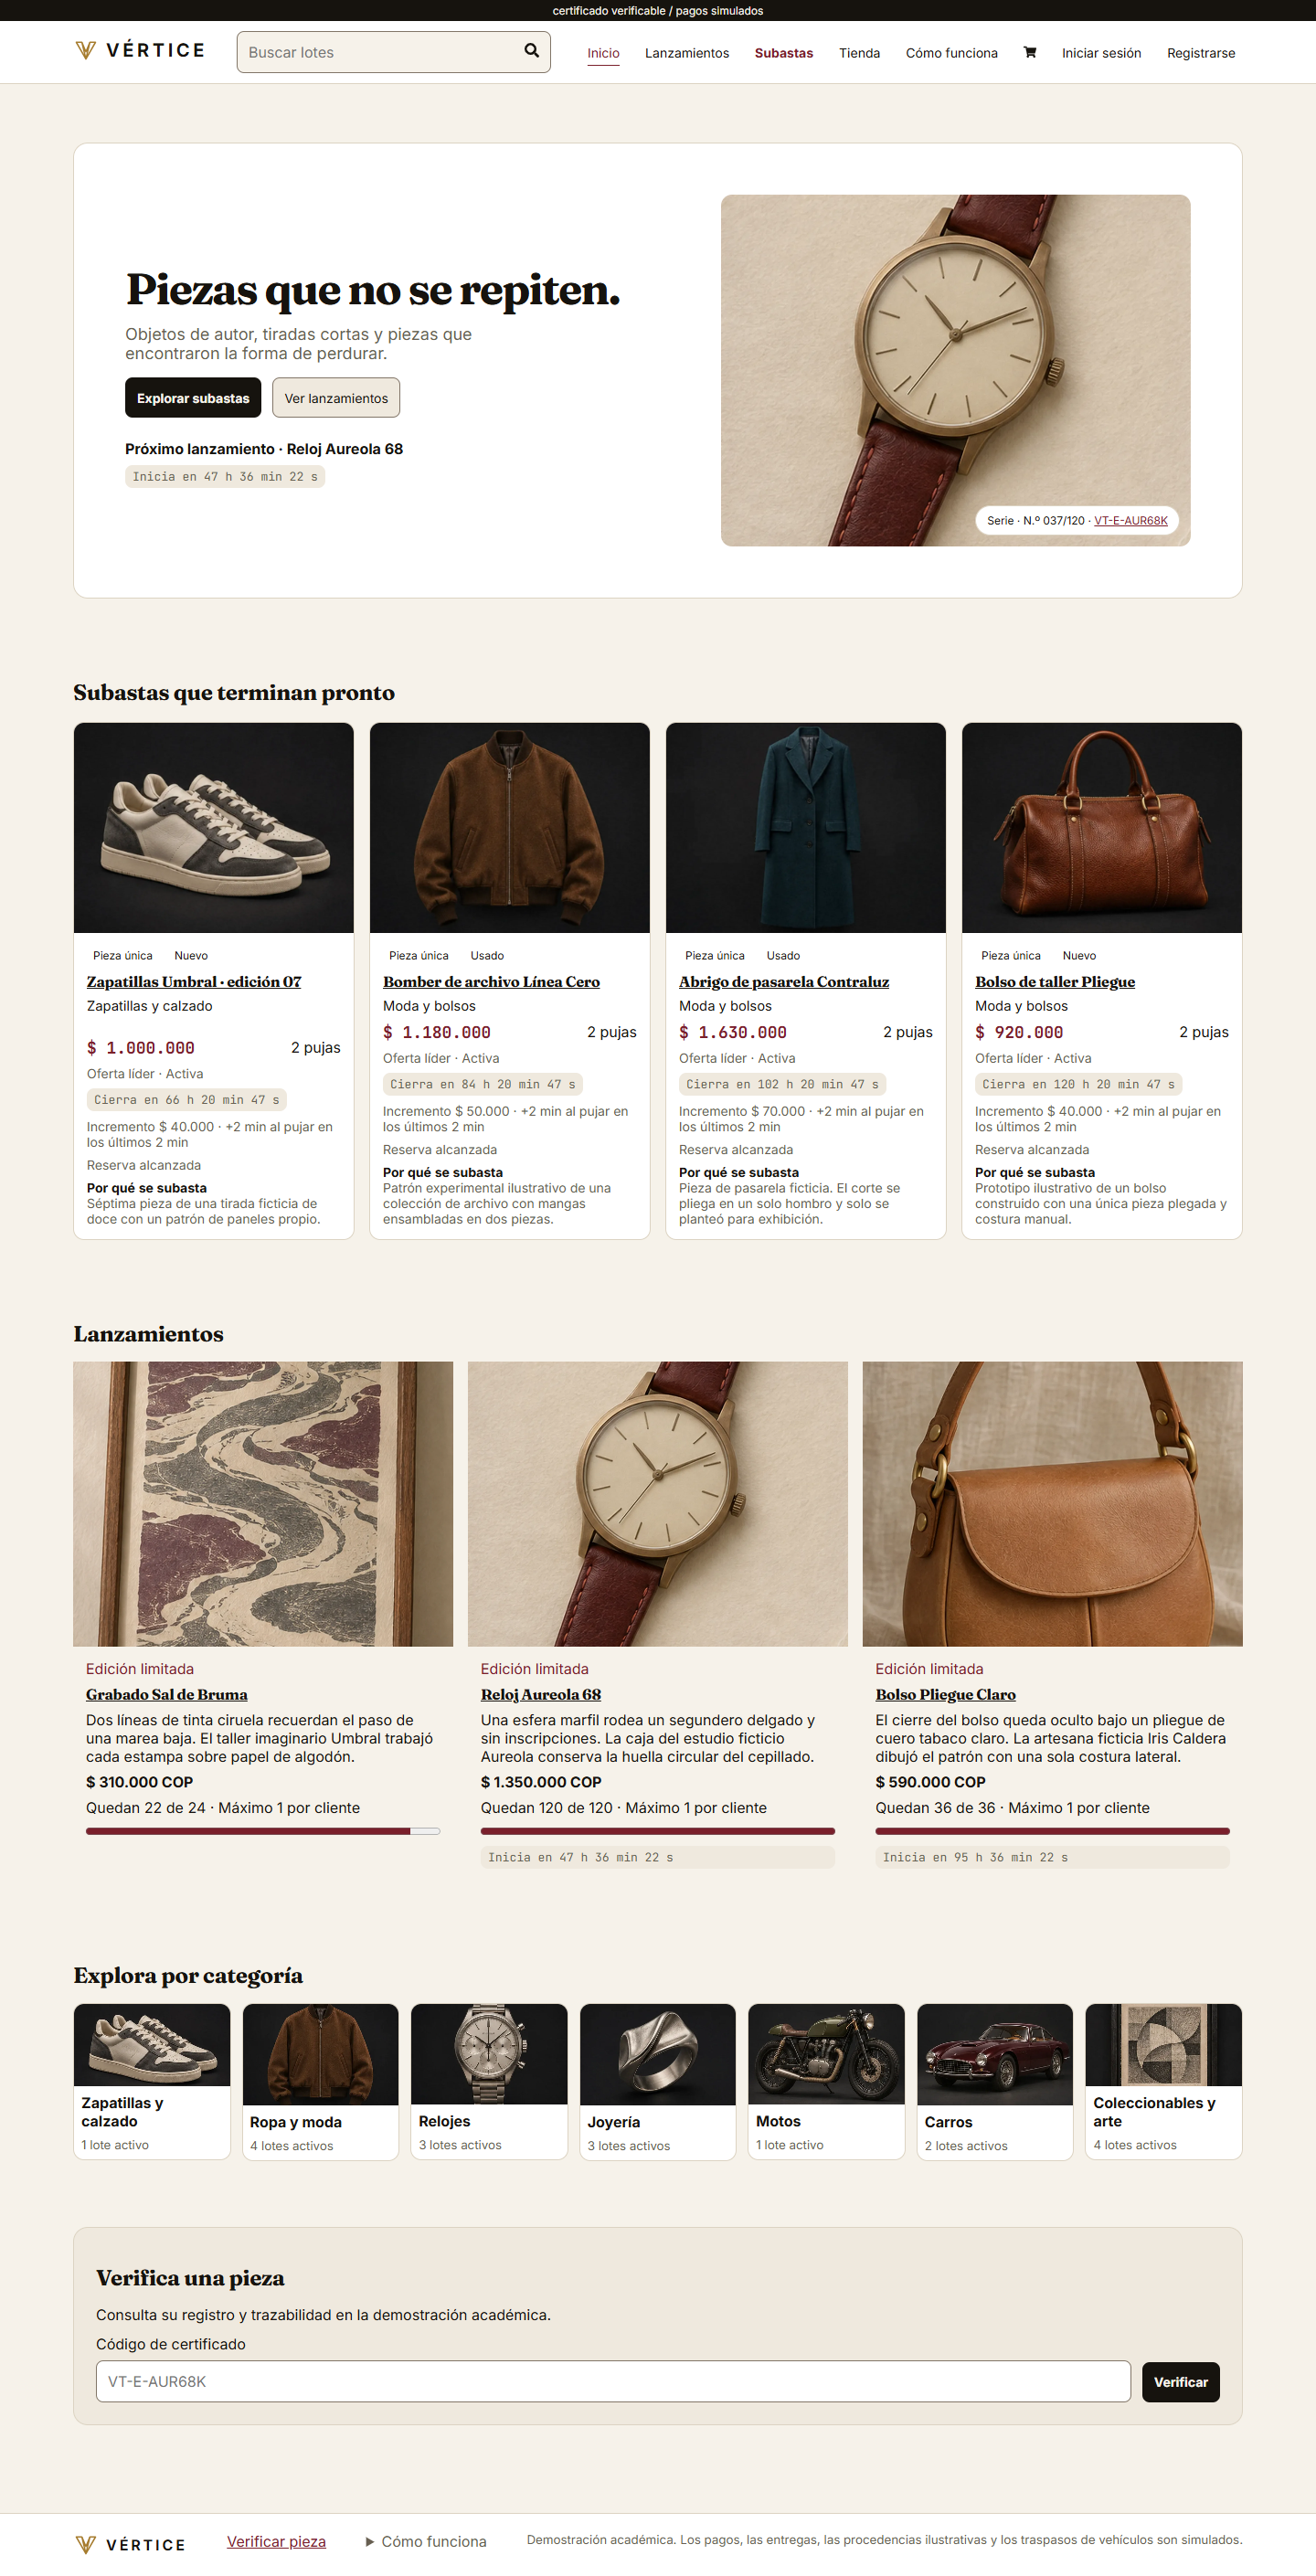 certificado verificable / pagos simulados
VÉRTICE
Buscar lotes
Inicio
Lanzamientos
Subastas
Tienda
Cómo funciona
Iniciar sesión
Registrarse
Piezas que no se repiten.
Objetos de autor, tiradas cortas y piezas que
encontraron la forma de perdurar.
Explorar subastas
Ver lanzamientos
Próximo lanzamiento · Reloj Aureola 68
Inicia en 47 h 36 min 22 s
Serie · N.º 037/120 · VT-E-AUR68K
Subastas que terminan pronto
Pieza única Nuevo
Zapatillas Umbral · edición 07
Zapatillas y calzado
$ 1.000.000 2 pujas
Oferta líder · Activa
Cierra en 66 h 20 min 47 s
Incremento $ 40.000 · +2 min al pujar en
los últimos 2 min
Reserva alcanzada
Por qué se subasta
Séptima pieza de una tirada ficticia de
doce con un patrón de paneles propio.
Pieza única Usado
Bomber de archivo Línea Cero
Moda y bolsos
$ 1.180.000 2 pujas
Oferta líder · Activa
Cierra en 84 h 20 min 47 s
Incremento $ 50.000 · +2 min al pujar en
los últimos 2 min
Reserva alcanzada
Por qué se subasta
Patrón experimental ilustrativo de una
colección de archivo con mangas
ensambladas en dos piezas.
Pieza única Usado
Abrigo de pasarela Contraluz
Moda y bolsos
$ 1.630.000 2 pujas
Oferta líder · Activa
Cierra en 102 h 20 min 47 s
Incremento $ 70.000 · +2 min al pujar en
los últimos 2 min
Reserva alcanzada
Por qué se subasta
Pieza de pasarela ficticia. El corte se
pliega en un solo hombro y solo se
planteó para exhibición.
Pieza única Nuevo
Bolso de taller Pliegue
Moda y bolsos
$ 920.000 2 pujas
Oferta líder · Activa
Cierra en 120 h 20 min 47 s
Incremento $ 40.000 · +2 min al pujar en
los últimos 2 min
Reserva alcanzada
Por qué se subasta
Prototipo ilustrativo de un bolso
construido con una única pieza plegada y
costura manual.
Lanzamientos
Edición limitada
Grabado Sal de Bruma
Dos líneas de tinta ciruela recuerdan el paso de
una marea baja. El taller imaginario Umbral trabajó
cada estampa sobre papel de algodón.
$ 310.000 COP
Quedan 22 de 24 · Máximo 1 por cliente
Edición limitada
Reloj Aureola 68
Una esfera marfil rodea un segundero delgado y
sin inscripciones. La caja del estudio ficticio
Aureola conserva la huella circular del cepillado.
$ 1.350.000 COP
Quedan 120 de 120 · Máximo 1 por cliente
Inicia en 47 h 36 min 22 s
Edición limitada
Bolso Pliegue Claro
El cierre del bolso queda oculto bajo un pliegue de
cuero tabaco claro. La artesana ficticia Iris Caldera
dibujó el patrón con una sola costura lateral.
$ 590.000 COP
Quedan 36 de 36 · Máximo 1 por cliente
Inicia en 95 h 36 min 22 s
Explora por categoría
Zapatillas y
calzado
1 lote activo
Ropa y moda
4 lotes activos
Relojes
3 lotes activos
Joyería
3 lotes activos
Motos
1 lote activo
Carros
2 lotes activos
Coleccionables y
arte
4 lotes activos
Verifica una pieza
Consulta su registro y trazabilidad en la demostración académica.
Código de certificado
VT-E-AUR68K
Verificar
VÉRTICE
Verificar pieza
Cómo funciona
Demostración académica. Los pagos, las entregas, las procedencias ilustrativas y los traspasos de vehículos son simulados.